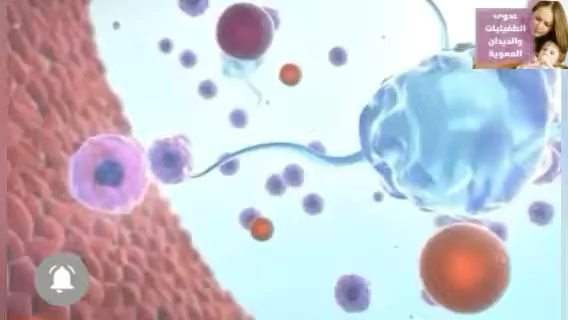 عدوى
الطفيليات
والديدان
المعوية